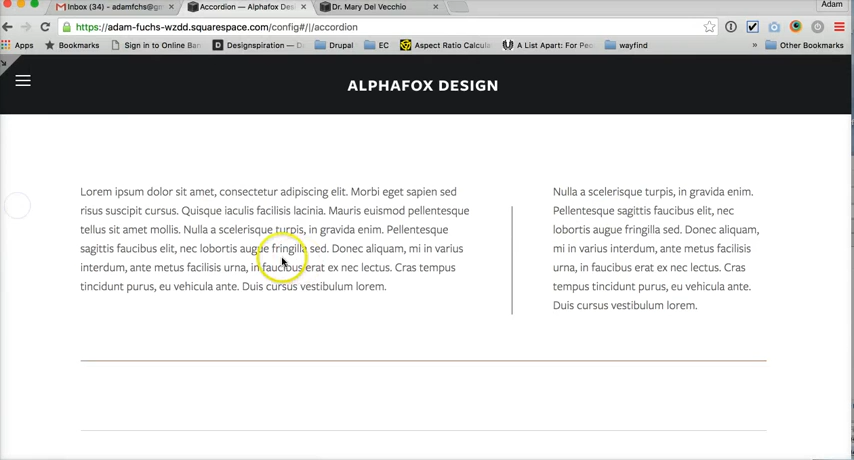 Adam
Inbox (34) - adamfchs@g
Accordion — Alphafox Des
Dr. Mary Del Vecchio
https://adam-fuchs-wzdd.squarespace.com/config#/|/accordion
Apps Bookmarks Sign in to Online Ban Designspiration — Di Drupal EC Aspect Ratio Calcula A List Apart: For Peo wayfind » Other Bookmarks
ALPHAFOX DESIGN
Lorem ipsum dolor sit amet, consectetur adipiscing elit. Morbi eget sapien sed
risus suscipit cursus. Quisque iaculis facilisis lacinia. Mauris euismod pellentesque
tellus sit amet mollis. Nulla a scelerisque turpis, in gravida enim. Pellentesque
sagittis faucibus elit, nec lobortis augue fringilla sed. Donec aliquam, mi in varius
interdum, ante metus facilisis urna, in faucibus erat ex nec lectus. Cras tempus
tincidunt purus, eu vehicula ante. Duis cursus vestibulum lorem.
Nulla a scelerisque turpis, in gravida enim.
Pellentesque sagittis faucibus elit, nec
lobortis augue fringilla sed. Donec aliquam,
mi in varius interdum, ante metus facilisis
urna, in faucibus erat ex nec lectus. Cras
tempus tincidunt purus, eu vehicula ante.
Duis cursus vestibulum lorem.